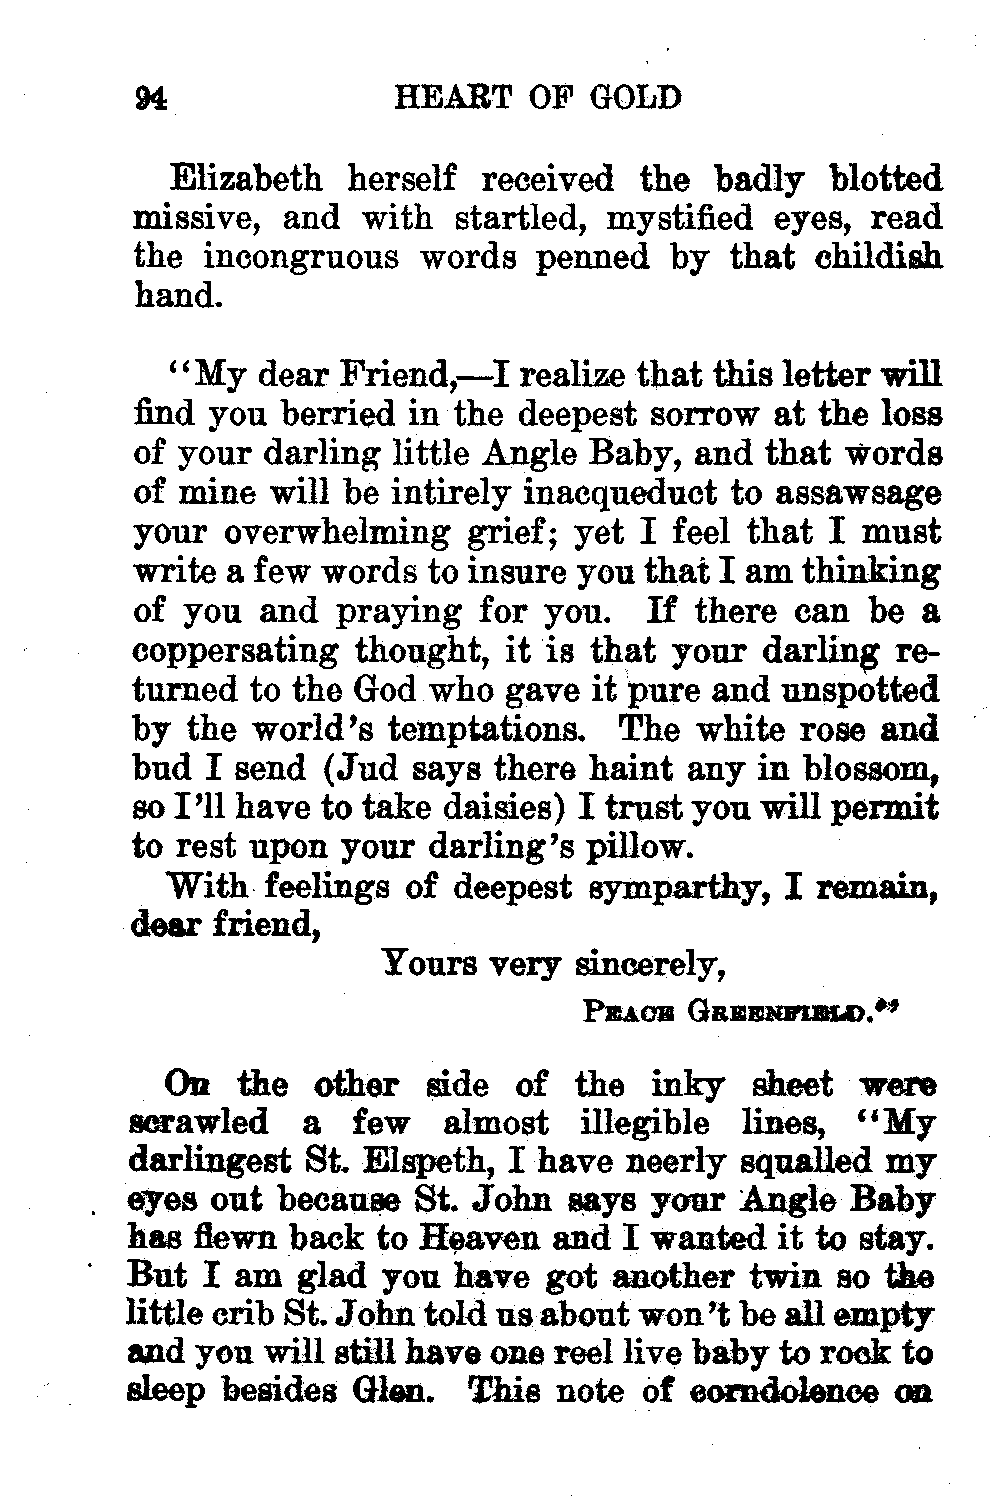 94 HEART OF GOLD
Elizabeth herself received the badly blotted
missive, and with startled, mystified eyes, read
the incongruous words penned by that childish
hand.
“My dear Friend,—I realize that this letter will
find you berried in the deepest sorrow at the loss
of your darling little Angle Baby, and that words
of mine will be intirely inacqueduct to assawsage
your overwhelming grief; yet I feel that I must
write a few words to insure you that I am thinking
of you and praying for you. If there can be a
coppersating thought, it is that your darling re-
turned to the God who gave it pure and unspotted
by the world's temptations. The white rose and
bud I send (Jud says there haint any in blossom,
so I'll have to take daisies) I trust you will permit
to rest upon your darling's pillow.
With feelings of deepest symparthy, I remain,
dear friend,
Yours very sincerely,
PEACE GREENFIELD.”
On the other side of the inky sheet were
scrawled a few almost illegible lines, “My
darlingest St. Elspeth, I have neerly squalled my
eyes out because St. John says your Angle Baby
has flewn back to Heaven and I wanted it to stay.
But I am glad you have got another twin so the
little crib St. John told us about won't be all empty
and you will still have one reel live baby to rock to
sleep besides Glen. This note of corndolence on